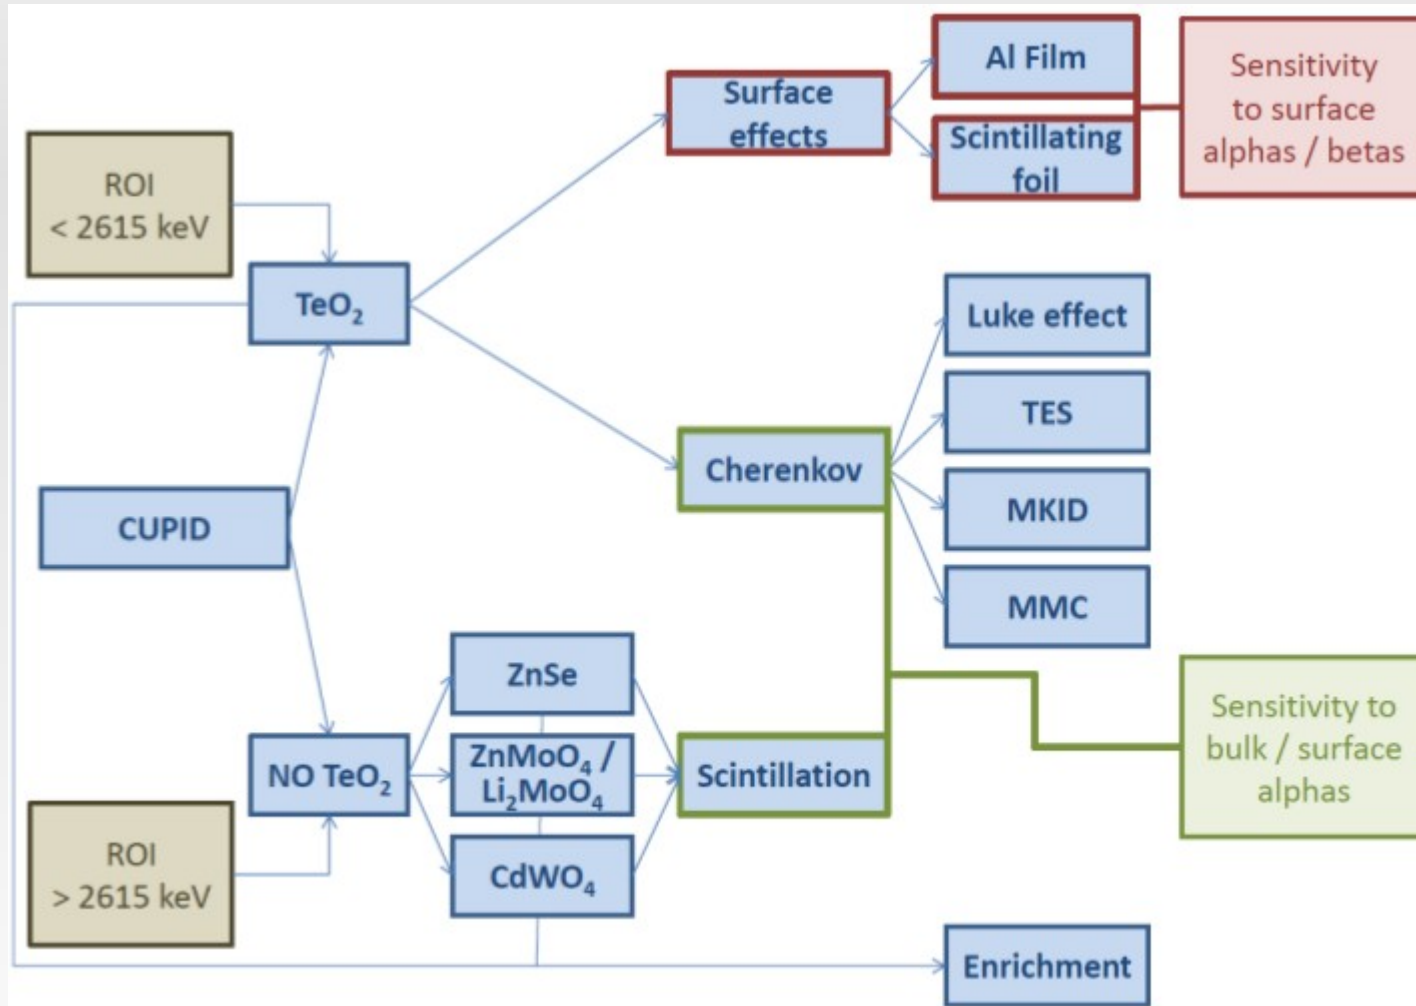 Surface
effects
Al Film
Scintillating
foil
Sensitivity
to surface
alphas / betas
ROI
< 2615 keV
TeO₂
Luke effect
TES
Cherenkov
MKID
MMC
CUPID
ZnSe
NO TeO₂
ZnMoO₄ /
Li₂MoO₄
CdWO₄
Scintillation
Sensitivity to
bulk / surface
alphas
ROI
> 2615 keV
Enrichment